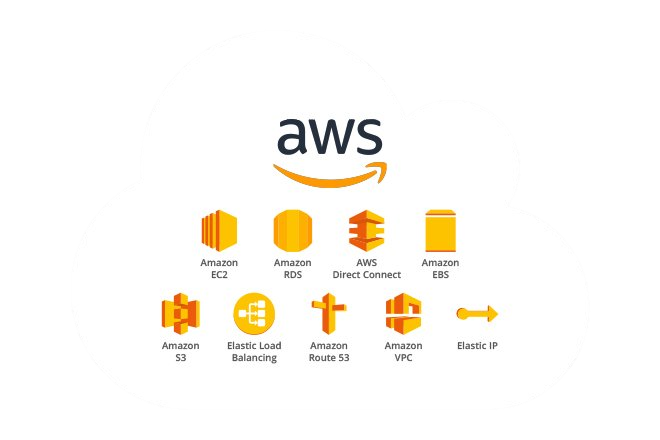 aws
Amazon
EC2
Amazon
RDS
AWS
Direct Connect
Amazon
EBS
Amazon
S3
Elastic Load
Balancing
Amazon
Route 53
Amazon
VPC
Elastic IP